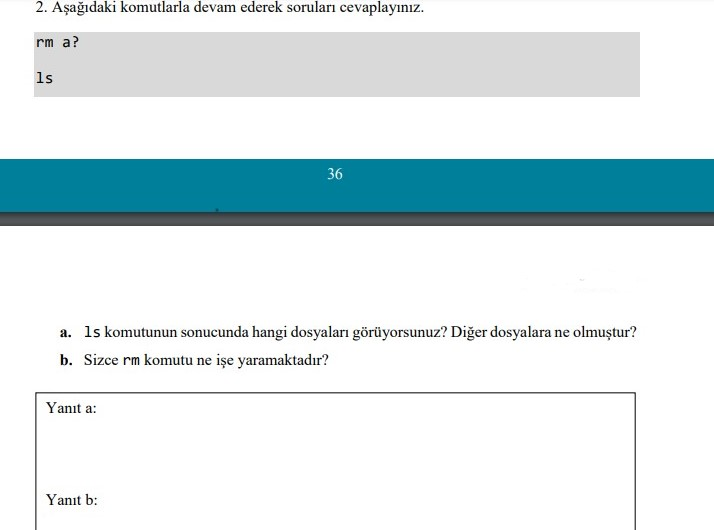 2. Aşağıdaki komutlarla devam ederek soruları cevaplayınız.
rm a?
ls
36
a. ls komutunun sonucunda hangi dosyaları görüyorsunuz? Diğer dosyalara ne olmuştur?
b. Sizce rm komutu ne işe yaramaktadır?
Yanıt a:
Yanıt b: